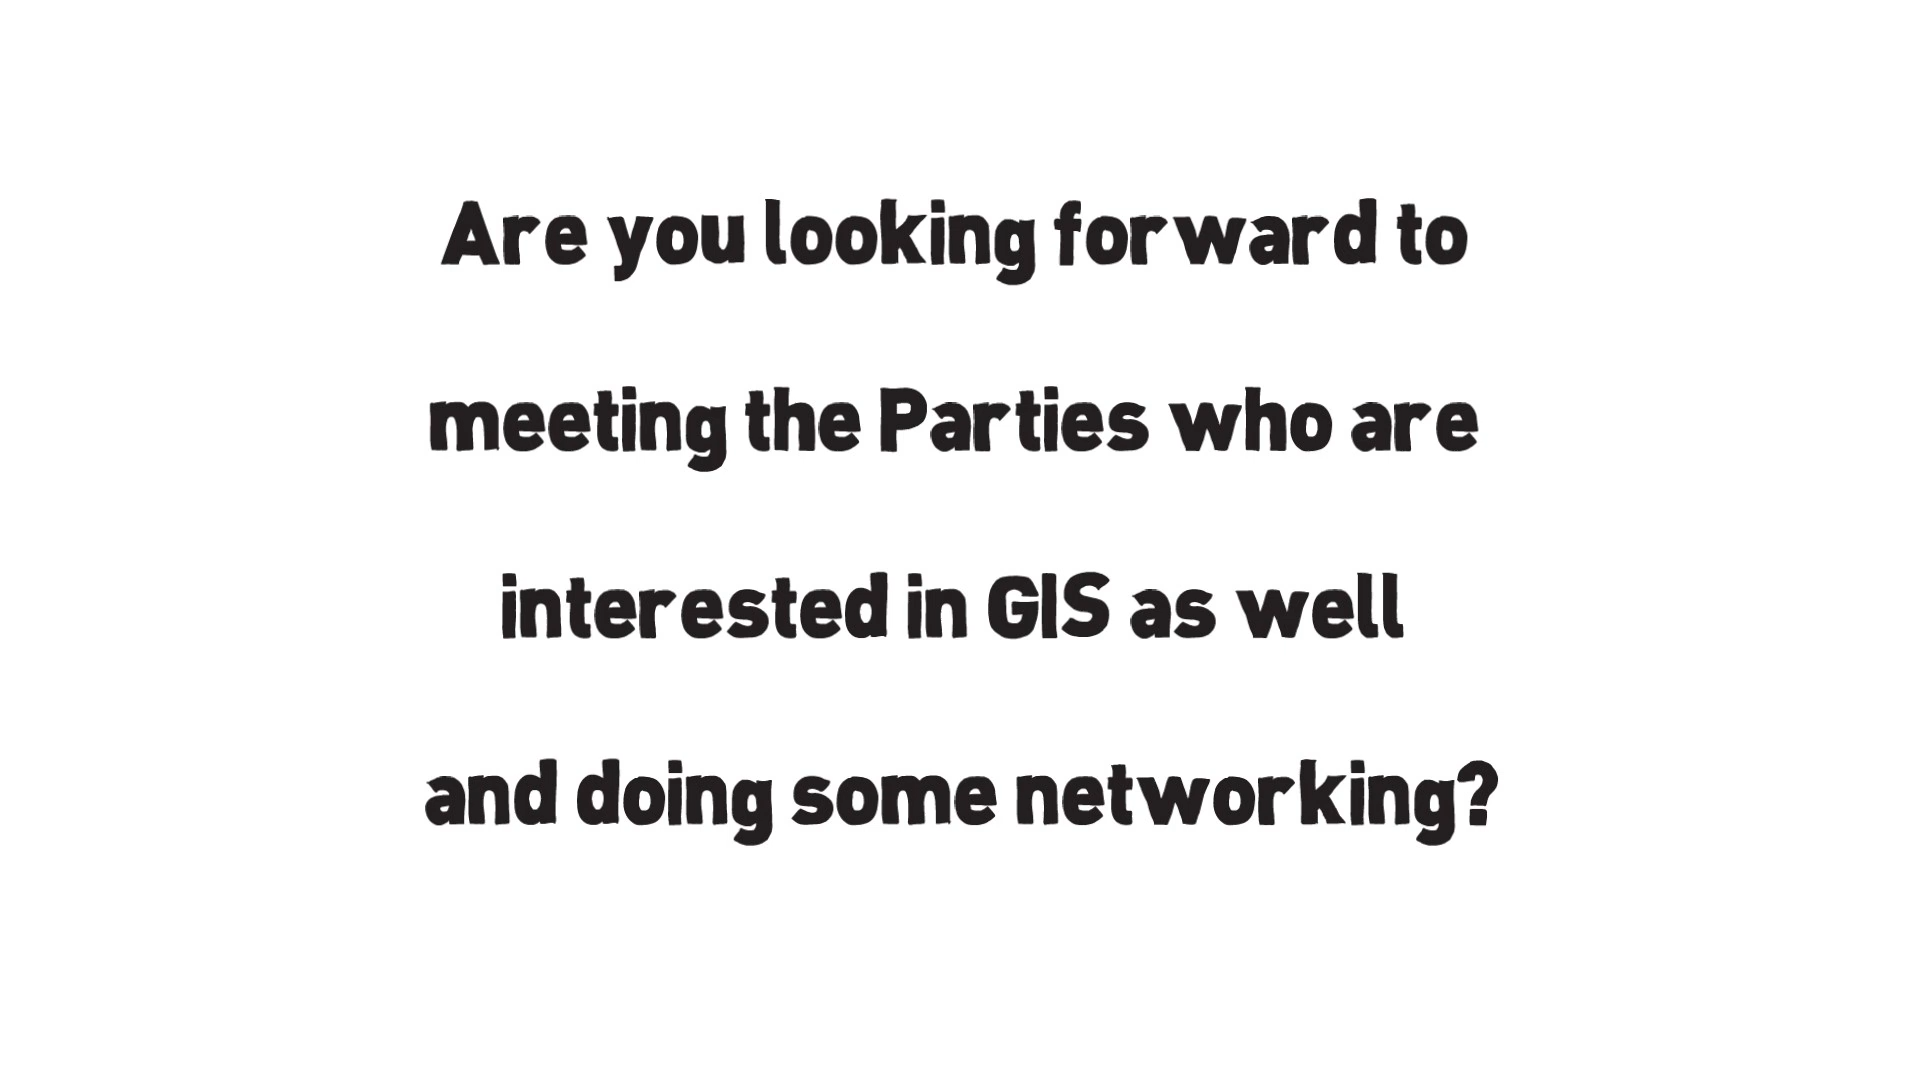 Are you looking forward to
meeting the Parties who are
interested in GIS as well
and doing some networking?